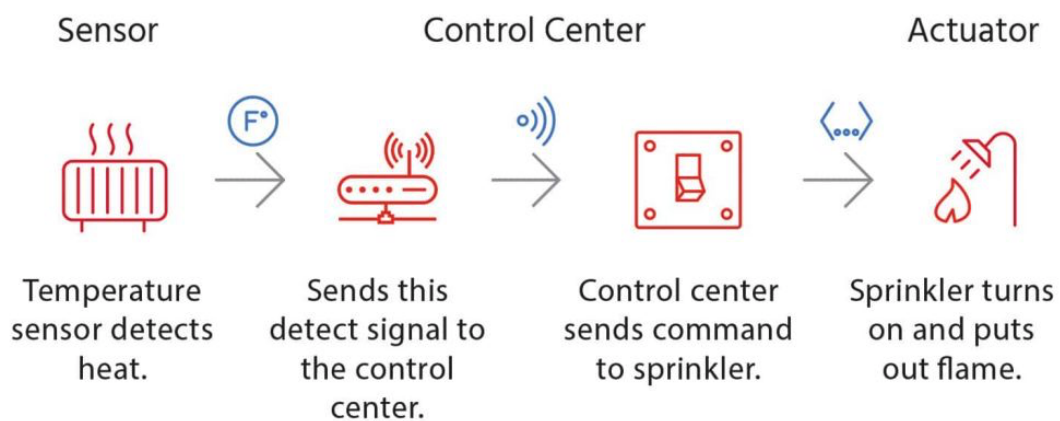 Sensor
Control Center
Actuator
F°
Temperature
sensor detects
heat.
Sends this
detect signal to
the control
center.
Control center
sends command
to sprinkler.
Sprinkler turns
on and puts
out flame.